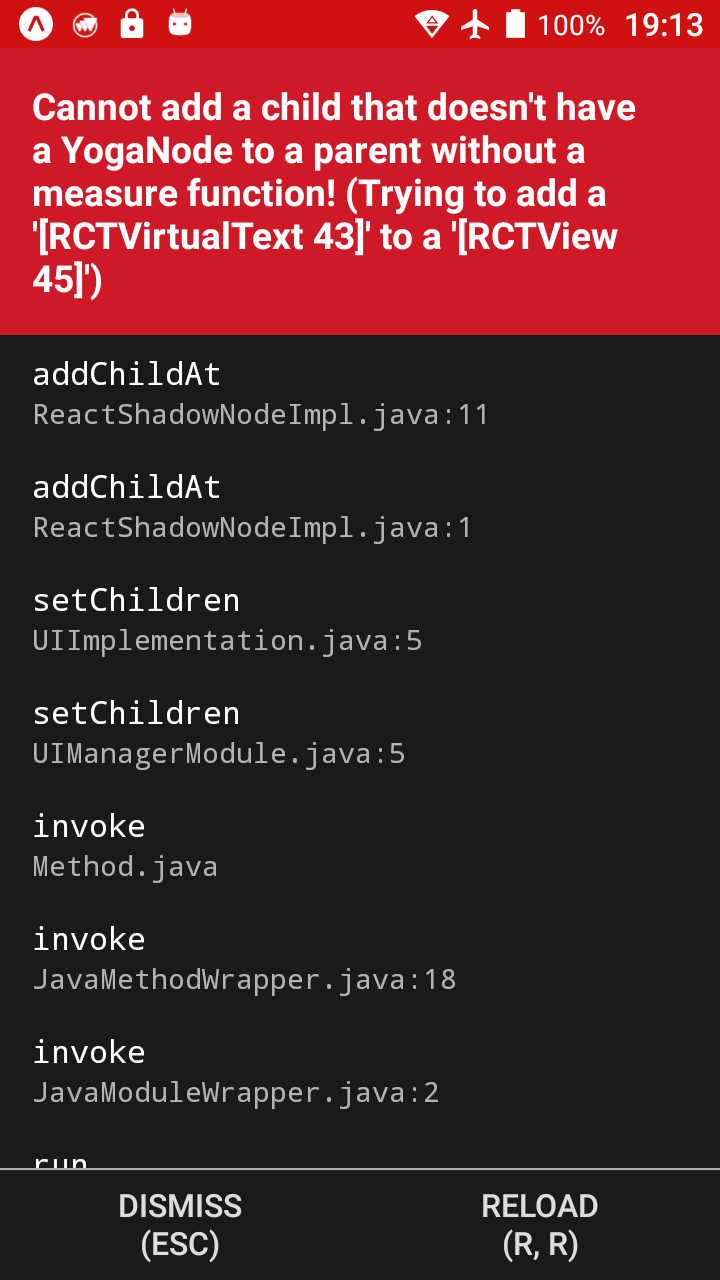 100% 19:13
Cannot add a child that doesn't have
a YogaNode to a parent without a
measure function! (Trying to add a
'[RCTVirtualText 43]' to a '[RCTView
45]')
addChildAt
ReactShadowNodeImpl.java:11
addChildAt
ReactShadowNodeImpl.java:1
setChildren
UIImplementation.java:5
setChildren
UIManagerModule.java:5
invoke
Method.java
invoke
JavaMethodWrapper.java:18
invoke
JavaModuleWrapper.java:2
run
DISMISS
(ESC)
RELOAD
(R, R)